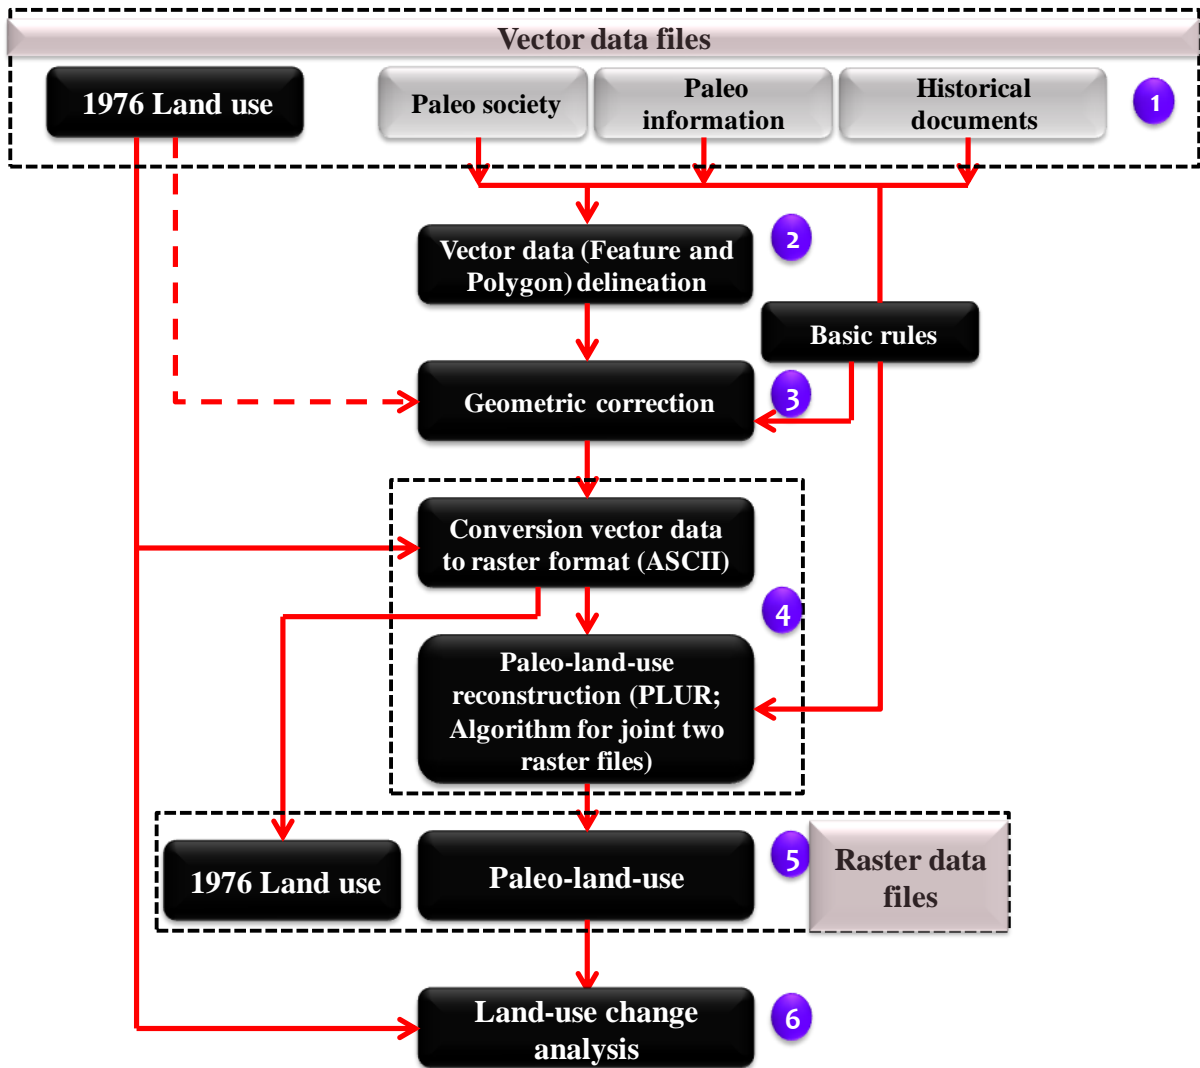 Vector data files
1976 Land use
Paleo society
Paleo
information
Historical
documents
1
Vector data (Feature and
Polygon) delineation
2
Basic rules
Geometric correction
3
Conversion vector data
to raster format (ASCII)
4
Paleo-land-use
reconstruction (PLUR;
Algorithm for joint two
raster files)
1976 Land use
Paleo-land-use
5
Raster data
files
Land-use change
analysis
6